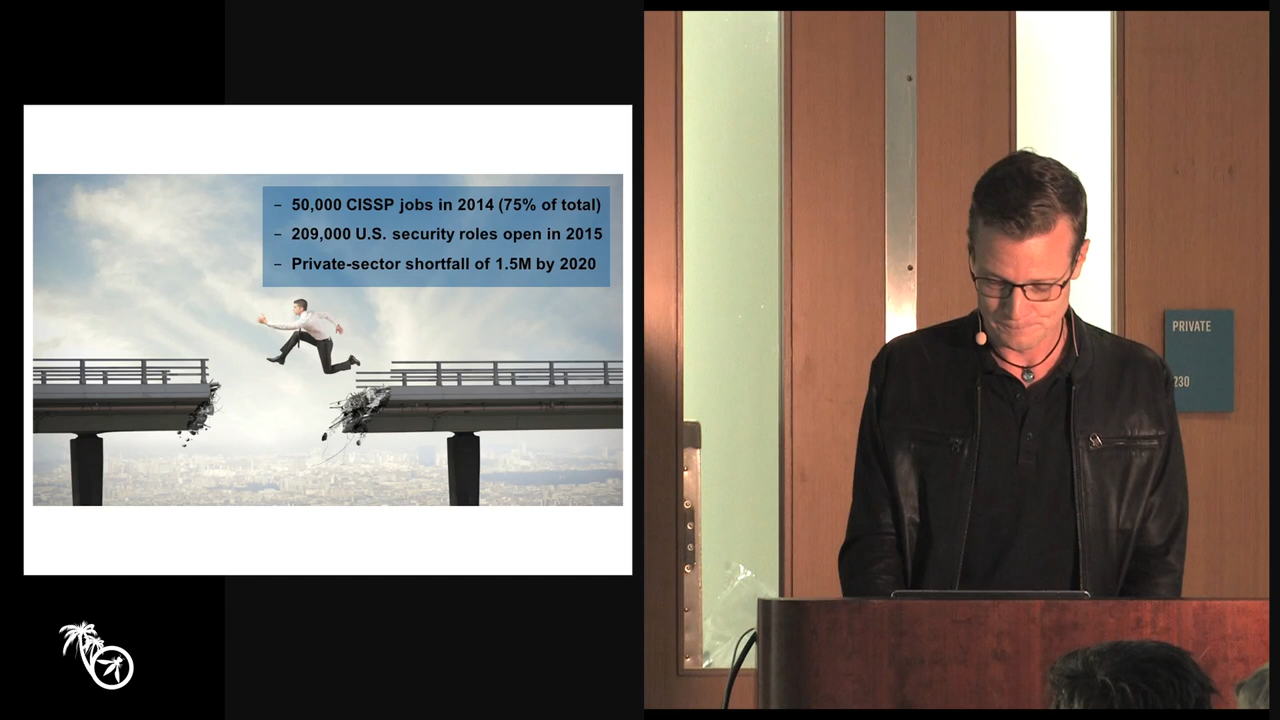 – 50,000 CISSP jobs in 2014 (75% of total)
– 209,000 U.S. security roles open in 2015
– Private-sector shortfall of 1.5M by 2020
PRIVATE
230